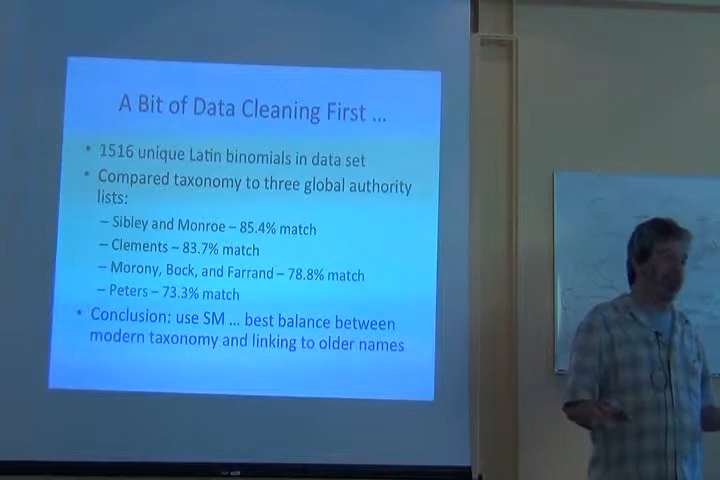 A Bit of Data Cleaning First ...
• 1516 unique Latin binomials in data set
• Compared taxonomy to three global authority
lists:
– Sibley and Monroe – 85.4% match
– Clements – 83.7% match
– Morony, Bock, and Farrand – 78.8% match
– Peters – 73.3% match
• Conclusion: use SM ... best balance between
modern taxonomy and linking to older names